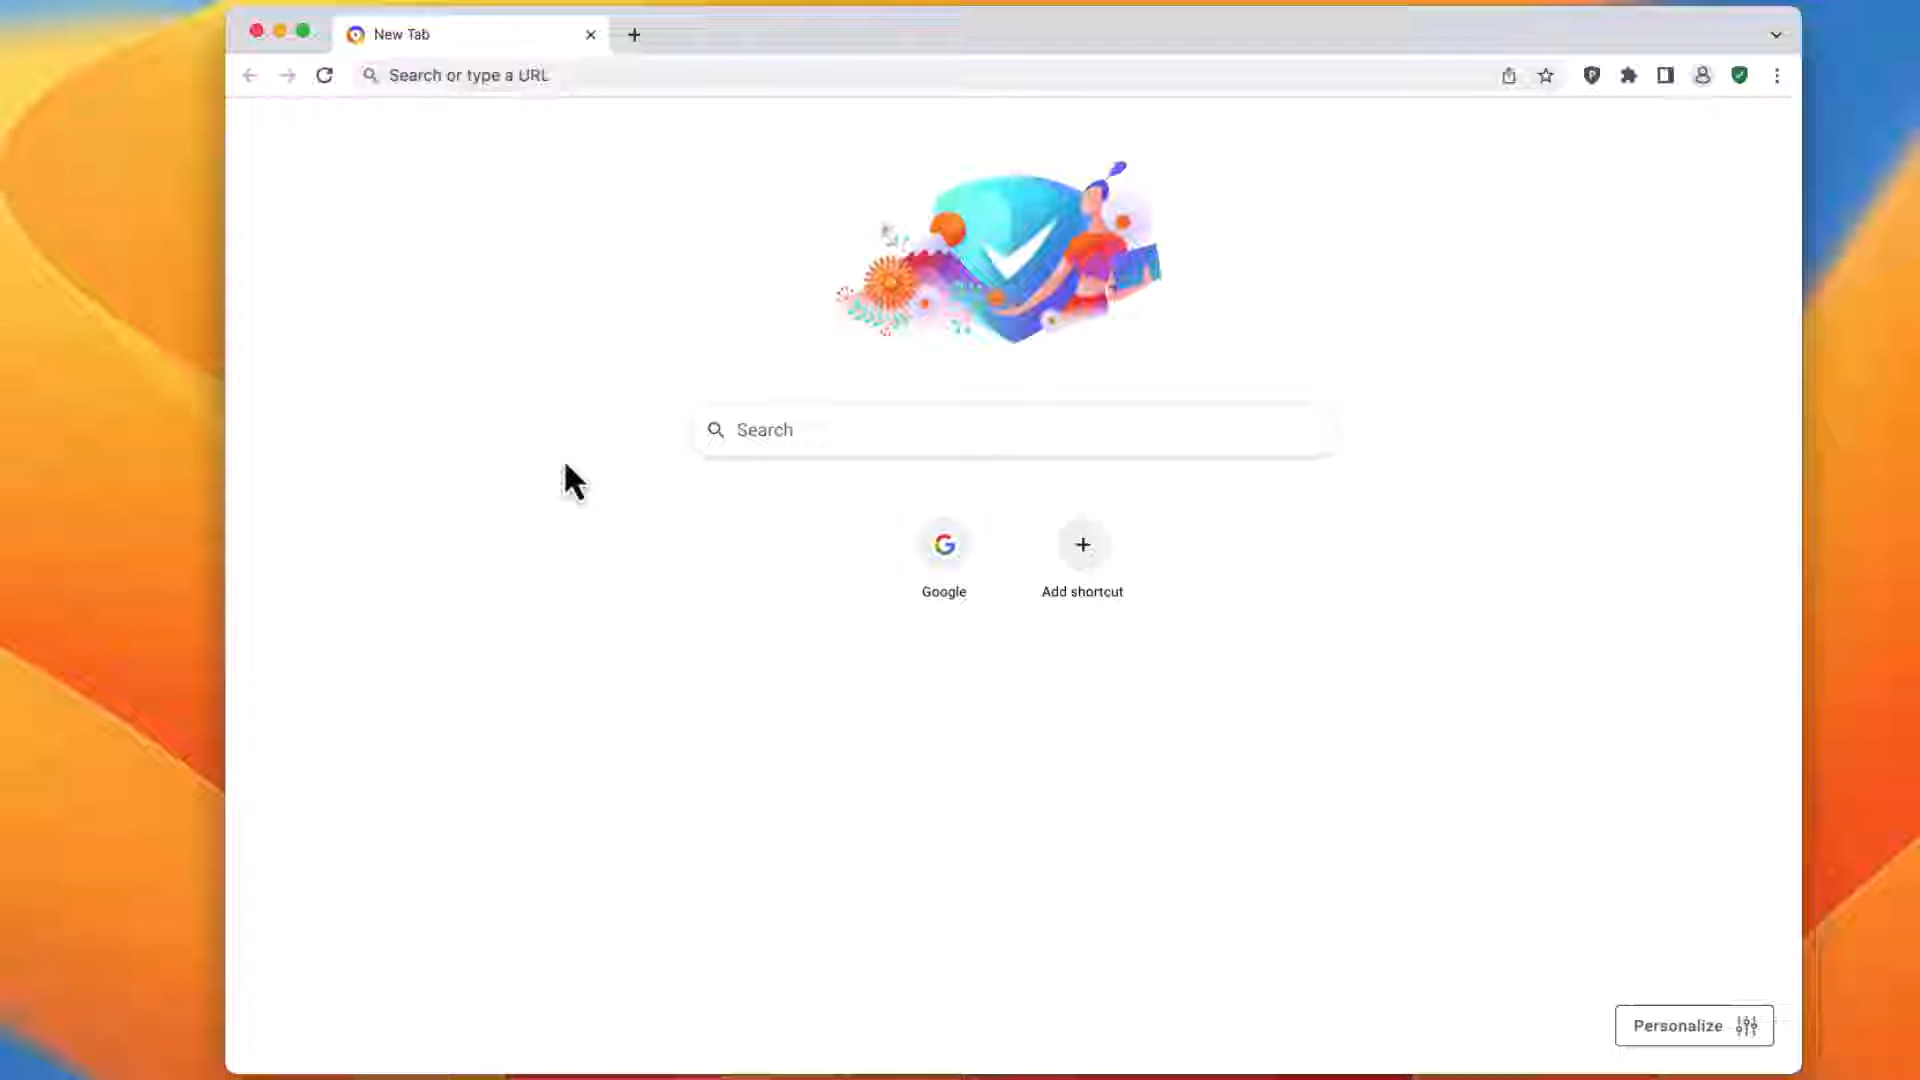 New Tab
Search or type a URL
Search
Google
Add shortcut
Personalize